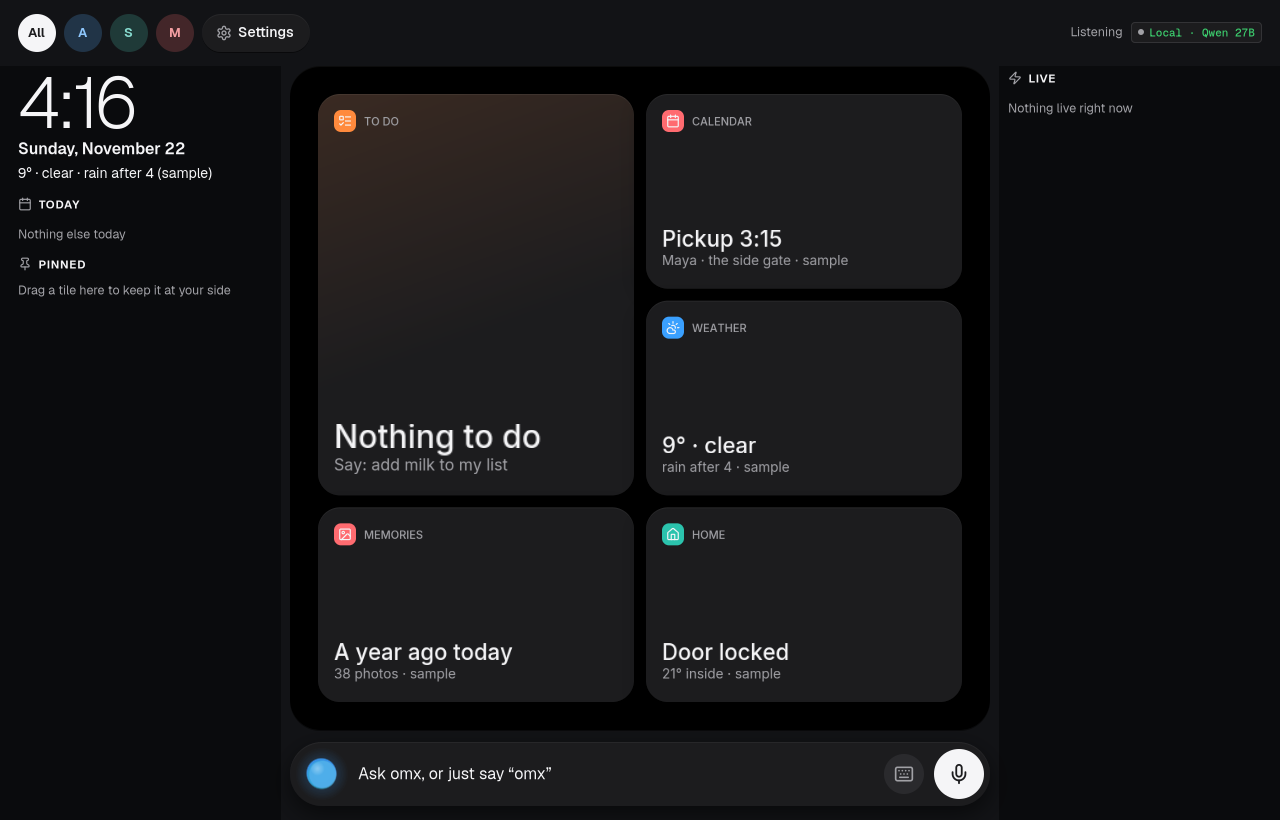 All A S M Settings
Listening Local · Qwen 27B
4:16
Sunday, November 22
9° · clear · rain after 4 (sample)
TODAY
Nothing else today
PINNED
Drag a tile here to keep it at your side
TO DO
Nothing to do
Say: add milk to my list
CALENDAR
Pickup 3:15
Maya · the side gate · sample
WEATHER
9° · clear
rain after 4 · sample
MEMORIES
A year ago today
38 photos · sample
HOME
Door locked
21° inside · sample
Ask omx, or just say “omx”
LIVE
Nothing live right now